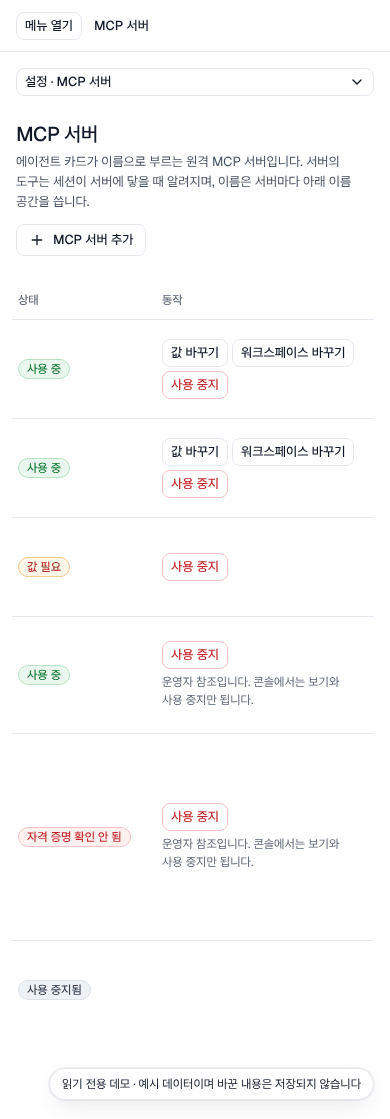 메뉴 열기 MCP 서버
설정 · MCP 서버
MCP 서버
에이전트 카드가 이름으로 부르는 원격 MCP 서버입니다. 서버의
도구는 세션이 서버에 닿을 때 알려지며, 이름은 서버마다 아래 이름
공간을 씁니다.
+ MCP 서버 추가
상태 동작
사용 중 값 바꾸기 워크스페이스 바꾸기
사용 중지
사용 중 값 바꾸기 워크스페이스 바꾸기
사용 중지
값 필요 사용 중지
사용 중 사용 중지
운영자 참조입니다. 콘솔에서는 보기와
사용 중지만 됩니다.
자격 증명 확인 안 됨 사용 중지
운영자 참조입니다. 콘솔에서는 보기와
사용 중지만 됩니다.
사용 중지됨
읽기 전용 데모 · 예시 데이터이며 바꾼 내용은 저장되지 않습니다